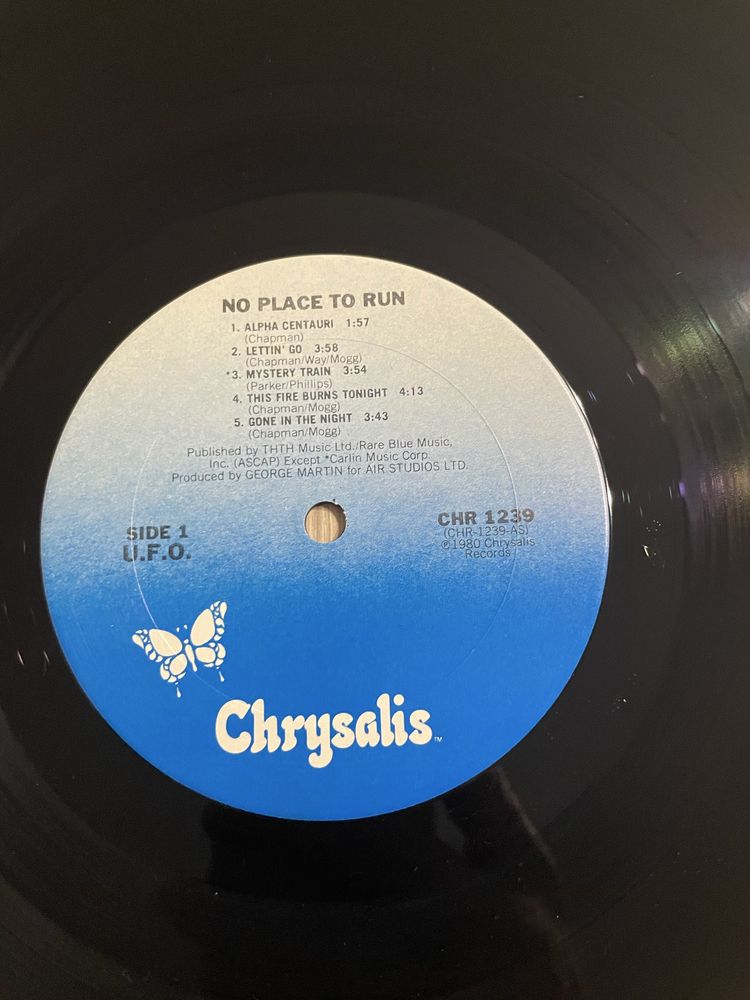 NO PLACE TO RUN
1. ALPHA CENTAURI 1:57
(Chapman)
2. LETTIN' GO 3:58
(Chapman/Way/Mogg)
*3. MYSTERY TRAIN 3:54
(Parker/Phillips)
4. THIS FIRE BURNS TONIGHT 4:13
(Chapman/Mogg)
5. GONE IN THE NIGHT 3:43
(Chapman/Mogg)
Published by THTH Music Ltd./Rare Blue Music,
Inc. (ASCAP) Except *Carlin Music Corp.
Produced by GEORGE MARTIN for AIR STUDIOS LTD.
SIDE 1
U.F.O.
CHR 1239
(CHR-1239-AS)
℗1980 Chrysalis
Records
Chrysalis™